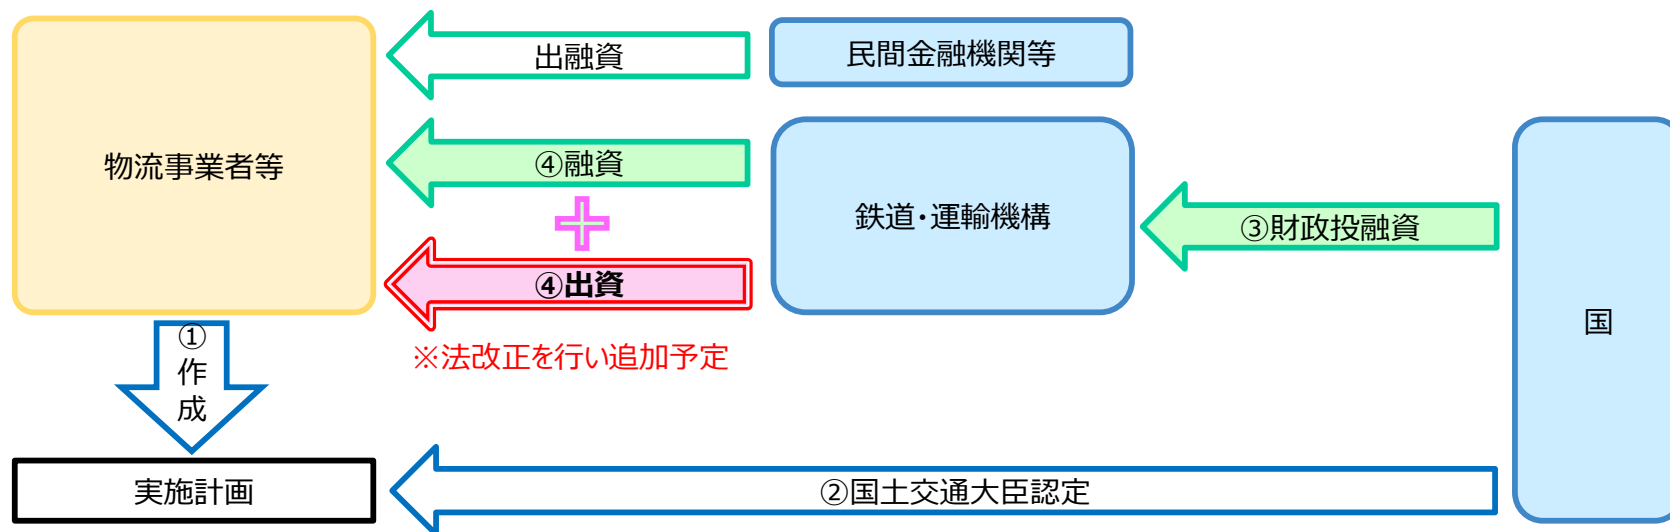 出融資
民間金融機関等
物流事業者等
④融資
鉄道・運輸機構
③財政投融資
④出資
国
※法改正を行い追加予定
①
作
成
実施計画
②国土交通大臣認定